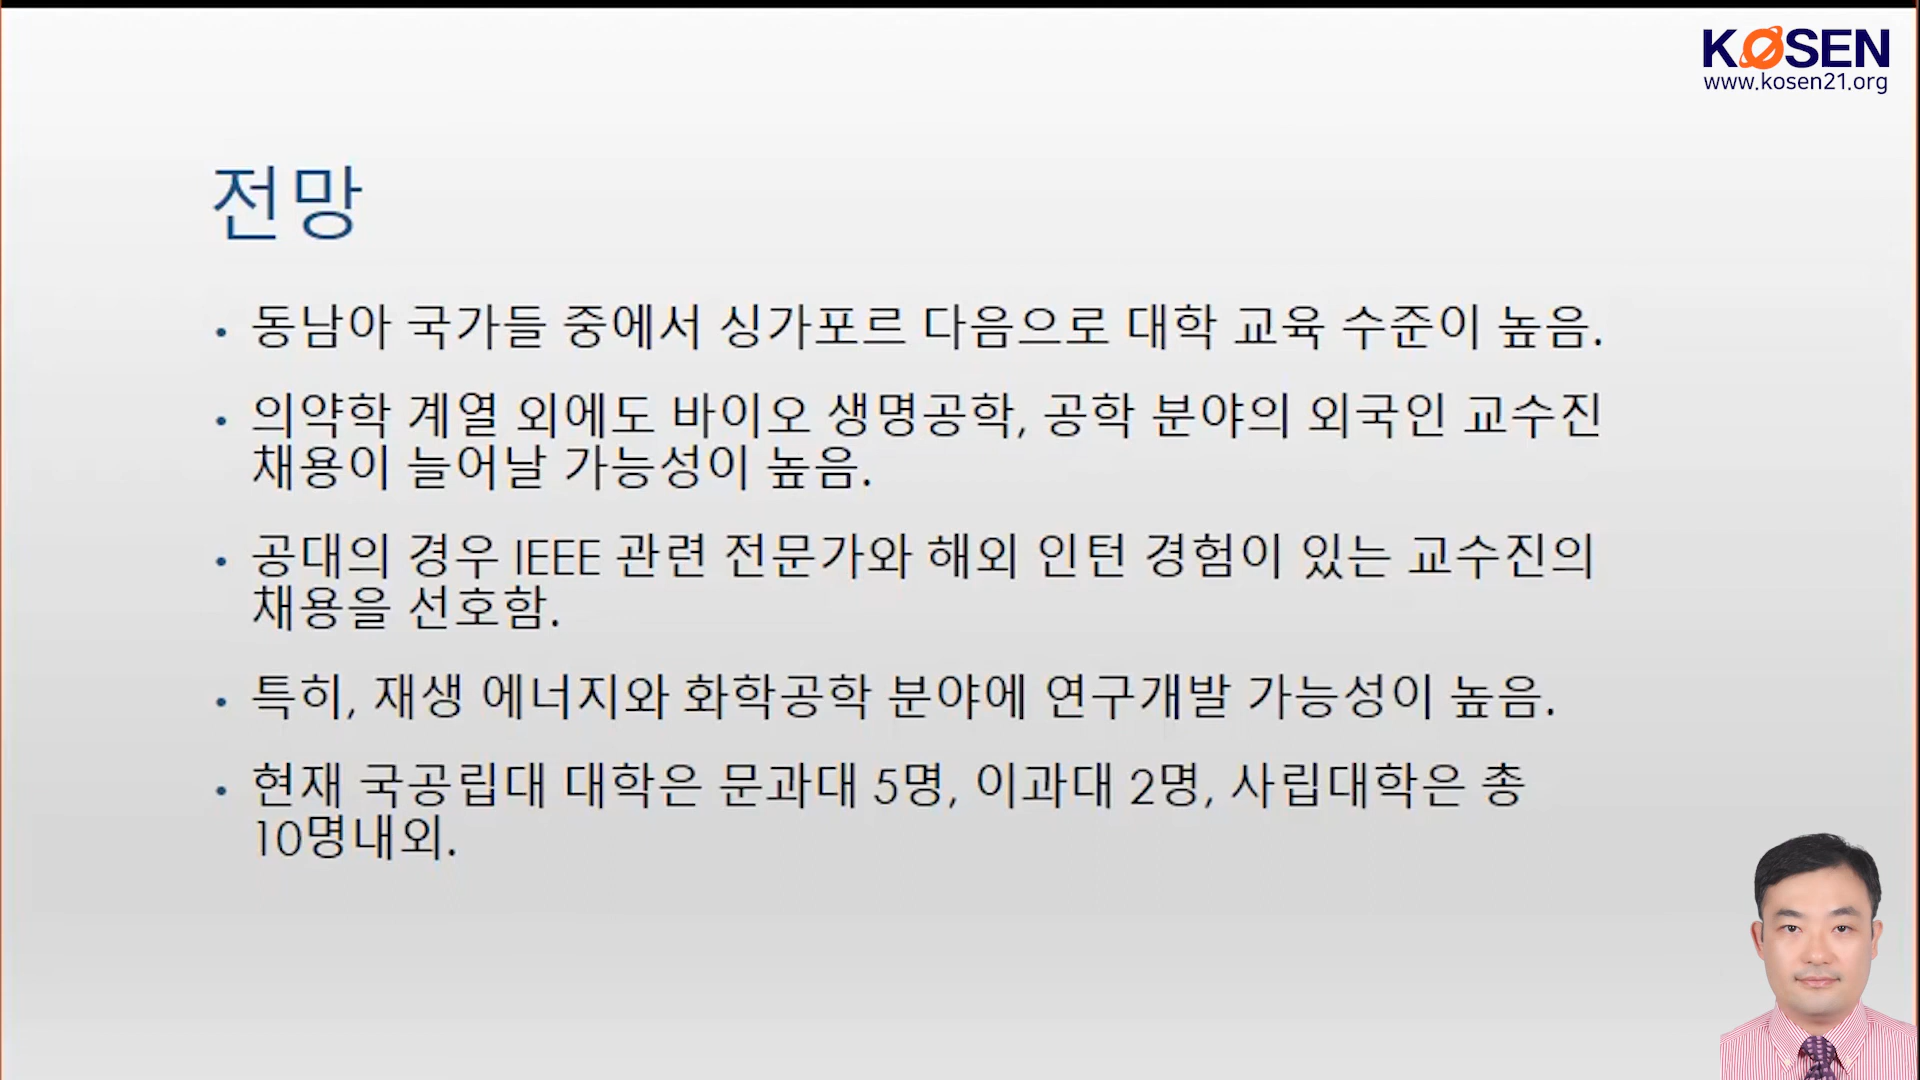 KOSEN
www.kosen21.org
전망
• 동남아 국가들 중에서 싱가포르 다음으로 대학 교육 수준이 높음.
• 의약학 계열 외에도 바이오 생명공학, 공학 분야의 외국인 교수진
채용이 늘어날 가능성이 높음.
• 공대의 경우 IEEE 관련 전문가와 해외 인턴 경험이 있는 교수진의
채용을 선호함.
• 특히, 재생 에너지와 화학공학 분야에 연구개발 가능성이 높음.
• 현재 국공립대 대학은 문과대 5명, 이과대 2명, 사립대학은 총
10명내외.